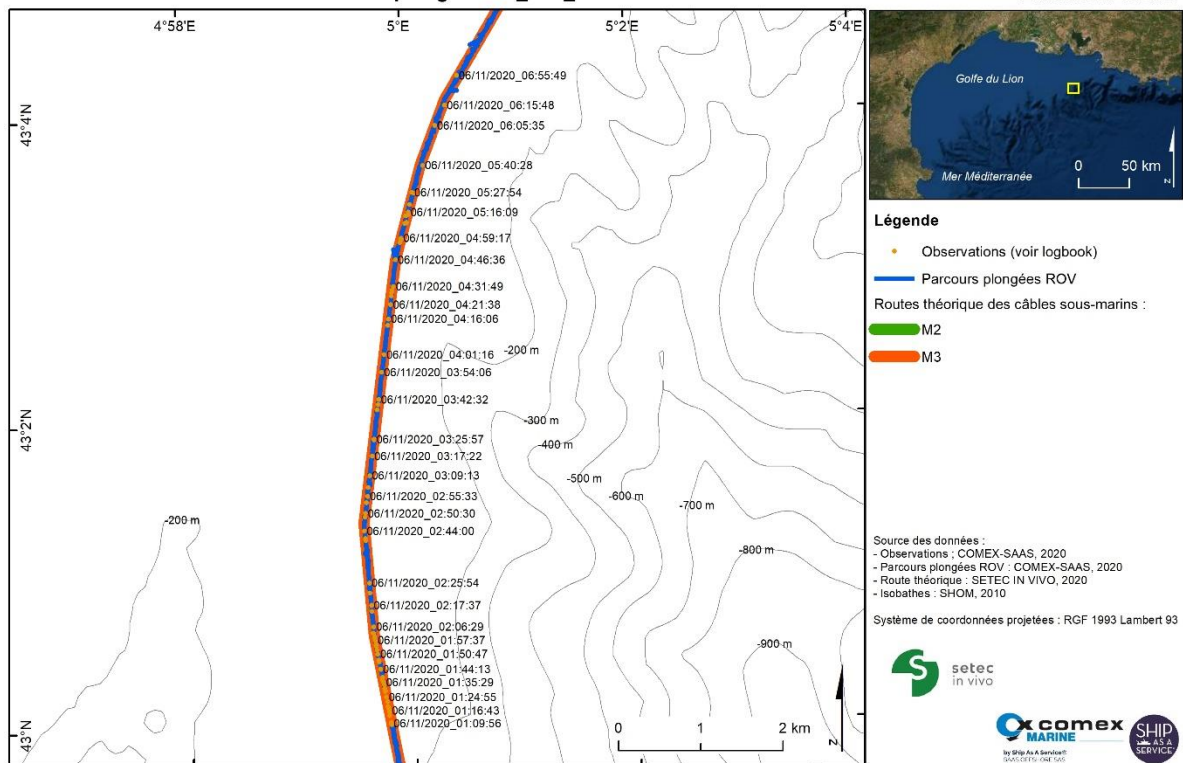 4°58'E
5°0'E
5°2'E
5°4'E
43°4'N
43°2'N
43°0'N
06/11/2020_06:55:49
06/11/2020_06:15:48
06/11/2020_06:05:35
06/11/2020_05:40:28
06/11/2020_05:27:54
06/11/2020_05:16:09
06/11/2020_04:59:17
06/11/2020_04:46:36
06/11/2020_04:31:49
06/11/2020_04:21:38
06/11/2020_04:16:06
06/11/2020_04:01:16
06/11/2020_03:54:06
06/11/2020_03:42:32
06/11/2020_03:25:57
06/11/2020_03:17:22
06/11/2020_03:09:13
06/11/2020_02:55:33
06/11/2020_02:50:30
06/11/2020_02:44:00
06/11/2020_02:25:54
06/11/2020_02:17:37
06/11/2020_02:06:29
06/11/2020_01:57:37
06/11/2020_01:50:47
06/11/2020_01:44:13
06/11/2020_01:35:29
06/11/2020_01:24:55
06/11/2020_01:16:43
06/11/2020_01:09:56
-200 m
-200 m
-300 m
-400 m
-500 m
-600 m
-700 m
-800 m
-900 m
0 1 2 km
N
Golfe du Lion
Mer Méditerranée
0 50 km
N
Légende
Observations (voir logbook)
Parcours plongées ROV
Routes théorique des câbles sous-marins :
M2
M3
Source des données :
- Observations ; COMEX-SAAS, 2020
- Parcours plongées ROV : COMEX-SAAS, 2020
- Route théorique : SETEC IN VIVO, 2020
- Isobathes : SHOM, 2010
Système de coordonnées projetées : RGF 1993 Lambert 93
setec
in vivo
comex
MARINE
by Ship As A Service®
SAAS OFFSHORE SAS
SHIP
AS A
SERVICE